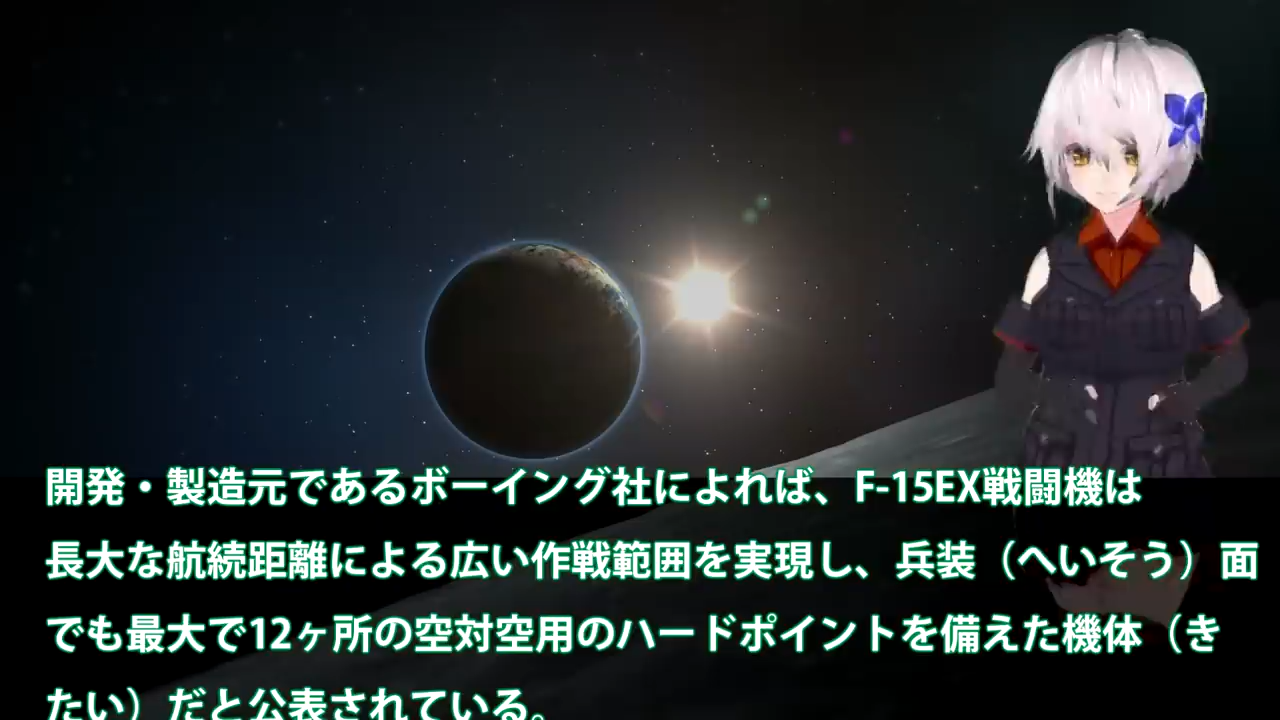 開発・製造元であるボーイング社によれば、F-15EX戦闘機は
長大な航続距離による広い作戦範囲を実現し、兵装（へいそう）面
でも最大で12ヶ所の空対空用のハードポイントを備えた機体（き
たい）だと公表されている。